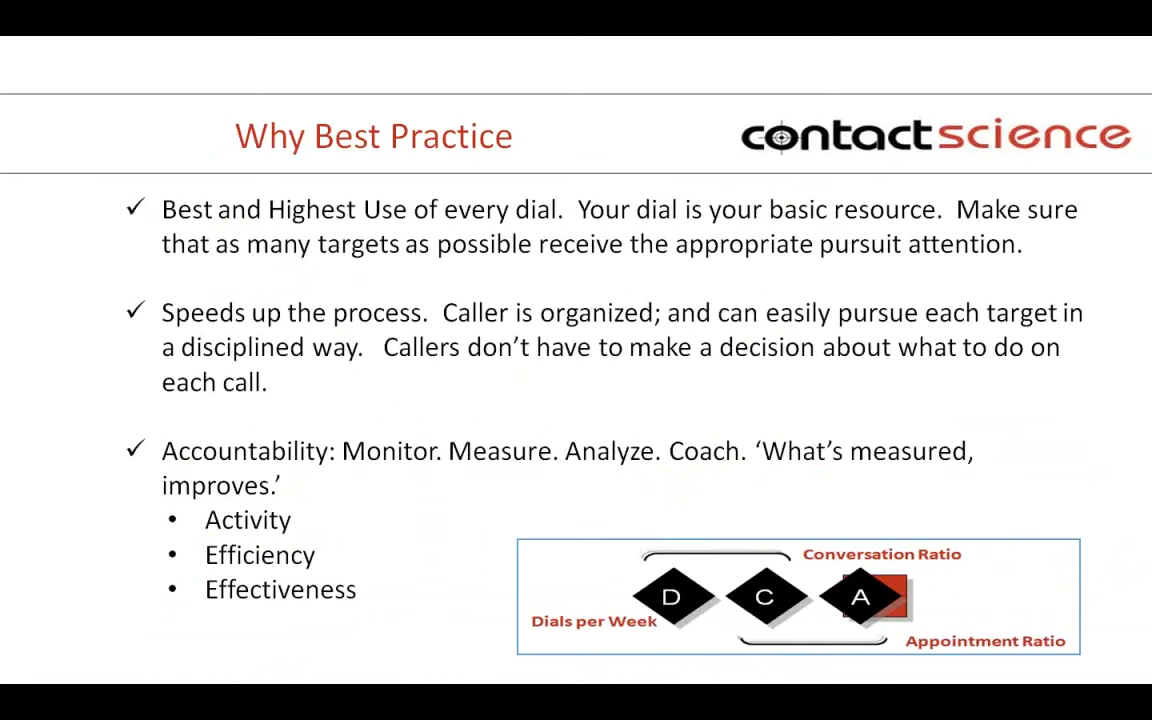 Why Best Practice
contactscience
✓ Best and Highest Use of every dial.  Your dial is your basic resource.  Make sure
that as many targets as possible receive the appropriate pursuit attention.
✓ Speeds up the process.  Caller is organized; and can easily pursue each target in
a disciplined way.   Callers don’t have to make a decision about what to do on
each call.
✓ Accountability: Monitor. Measure. Analyze. Coach. ‘What’s measured,
improves.’
• Activity
• Efficiency
• Effectiveness
Conversation Ratio
D C A
Dials per Week
Appointment Ratio